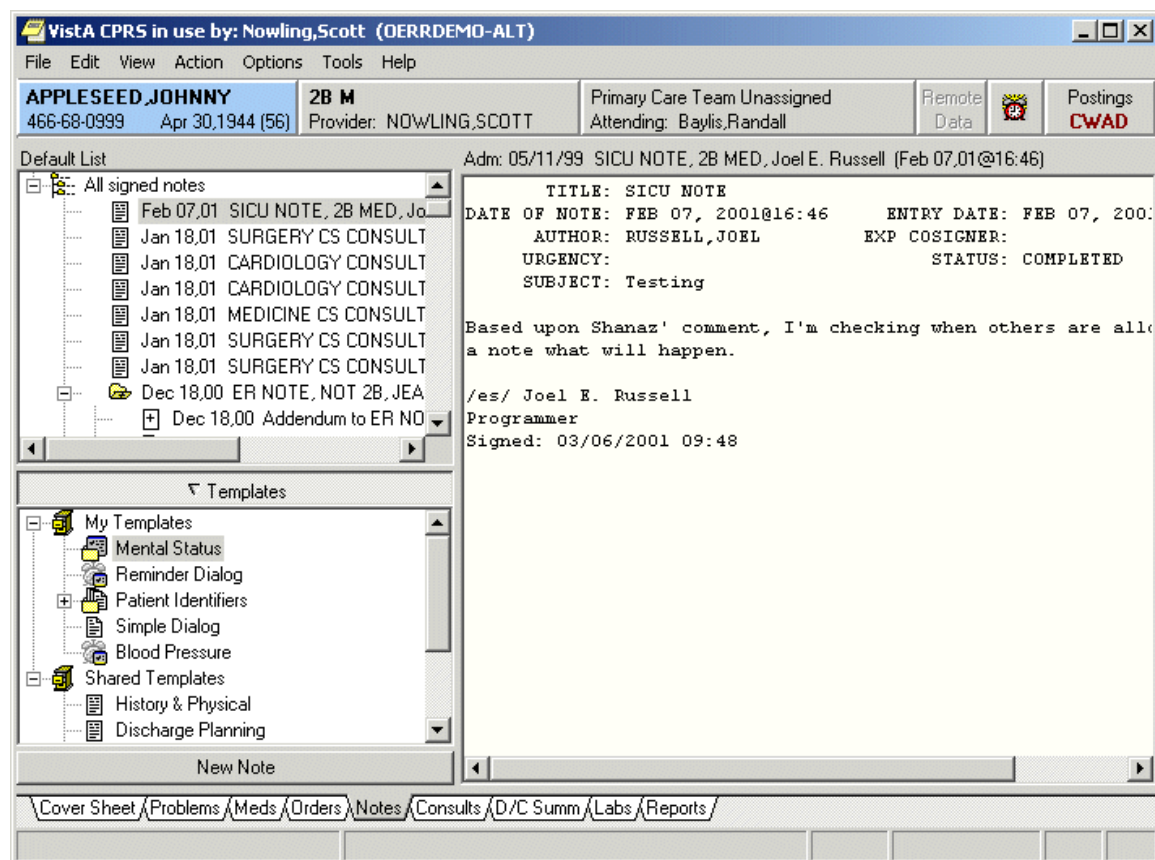 VistA CPRS in use by: Nowling,Scott (OERRDEMO-ALT)
File Edit View Action Options Tools Help
APPLESEED,JOHNNY
466-68-0999 Apr 30,1944 (56)
2B M
Provider: NOWLING,SCOTT
Primary Care Team Unassigned
Attending: Baylis,Randall
Remote
Data
Postings
CWAD
Default List
All signed notes
Feb 07,01 SICU NOTE, 2B MED, Jo
Jan 18,01 SURGERY CS CONSULT
Jan 18,01 CARDIOLOGY CONSULT
Jan 18,01 CARDIOLOGY CONSULT
Jan 18,01 MEDICINE CS CONSULT
Jan 18,01 SURGERY CS CONSULT
Jan 18,01 SURGERY CS CONSULT
Dec 18,00 ER NOTE, NOT 2B, JEA
Dec 18,00 Addendum to ER NO
Templates
My Templates
Mental Status
Reminder Dialog
Patient Identifiers
Simple Dialog
Blood Pressure
Shared Templates
History & Physical
Discharge Planning
New Note
Adm: 05/11/99 SICU NOTE, 2B MED, Joel E. Russell (Feb 07,01@16:46)
TITLE: SICU NOTE
DATE OF NOTE: FEB 07, 2001@16:46 ENTRY DATE: FEB 07, 200
AUTHOR: RUSSELL,JOEL EXP COSIGNER:
URGENCY: STATUS: COMPLETED
SUBJECT: Testing
Based upon Shanaz' comment, I'm checking when others are all
a note what will happen.
/es/ Joel E. Russell
Programmer
Signed: 03/06/2001 09:48
Cover Sheet Problems Meds Orders Notes Consults D/C Summ Labs Reports